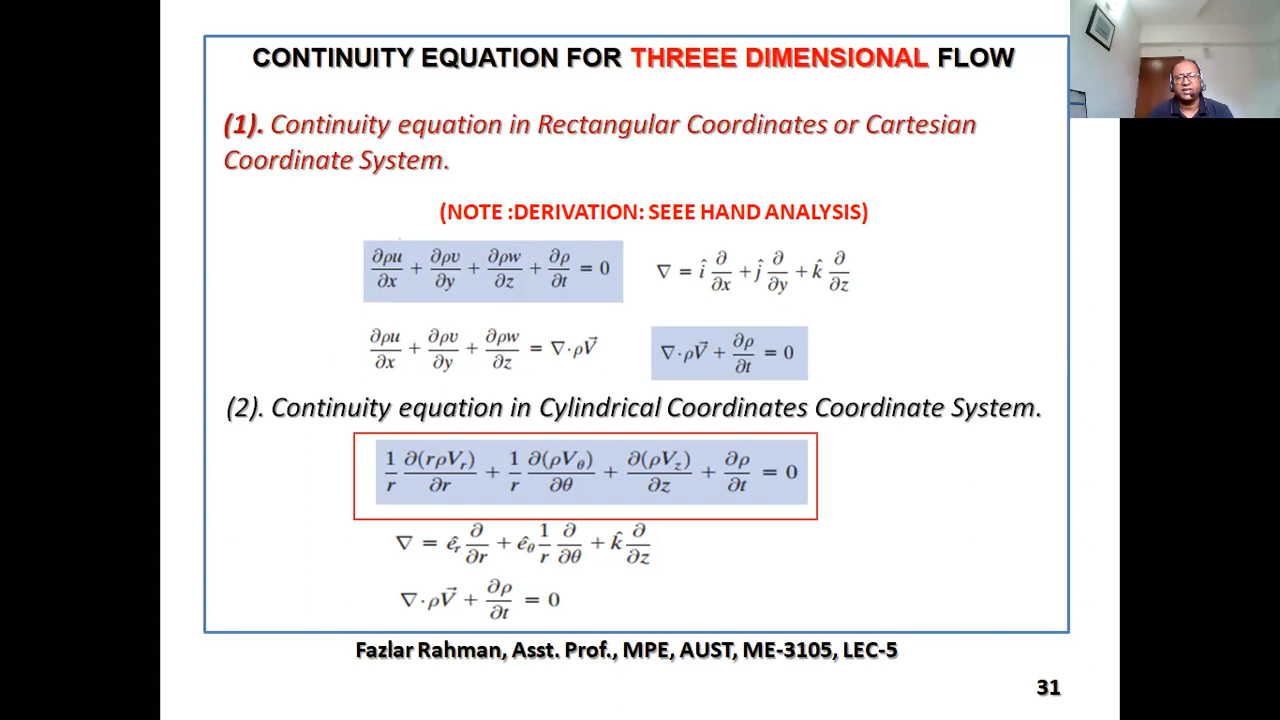 CONTINUITY EQUATION FOR THREEE DIMENSIONAL FLOW
(1). Continuity equation in Rectangular Coordinates or Cartesian
Coordinate System.
(NOTE :DERIVATION: SEEE HAND ANALYSIS)
∂ρu/∂x + ∂ρv/∂y + ∂ρw/∂z + ∂ρ/∂t = 0
∇ = î ∂/∂x + ĵ ∂/∂y + k̂ ∂/∂z
∂ρu/∂x + ∂ρv/∂y + ∂ρw/∂z = ∇·ρV⃗
∇·ρV⃗ + ∂ρ/∂t = 0
(2). Continuity equation in Cylindrical Coordinates Coordinate System.
1/r ∂(rρV_r)/∂r + 1/r ∂(ρV_θ)/∂θ + ∂(ρV_z)/∂z + ∂ρ/∂t = 0
∇ = ê_r ∂/∂r + ê_θ 1/r ∂/∂θ + k̂ ∂/∂z
∇·ρV⃗ + ∂ρ/∂t = 0
Fazlar Rahman, Asst. Prof., MPE, AUST, ME-3105, LEC-5
31